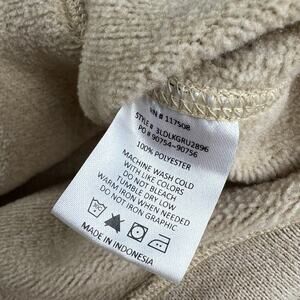 VN # 117508
STYLE # 3LDLKGRU2896
PO # 90754~90756
100% POLYESTER
MACHINE WASH COLD
WITH LIKE COLORS
DO NOT BLEACH
TUMBLE DRY LOW
WARM IRON WHEN NEEDED
DO NOT IRON GRAPHIC
MADE IN INDONESIA